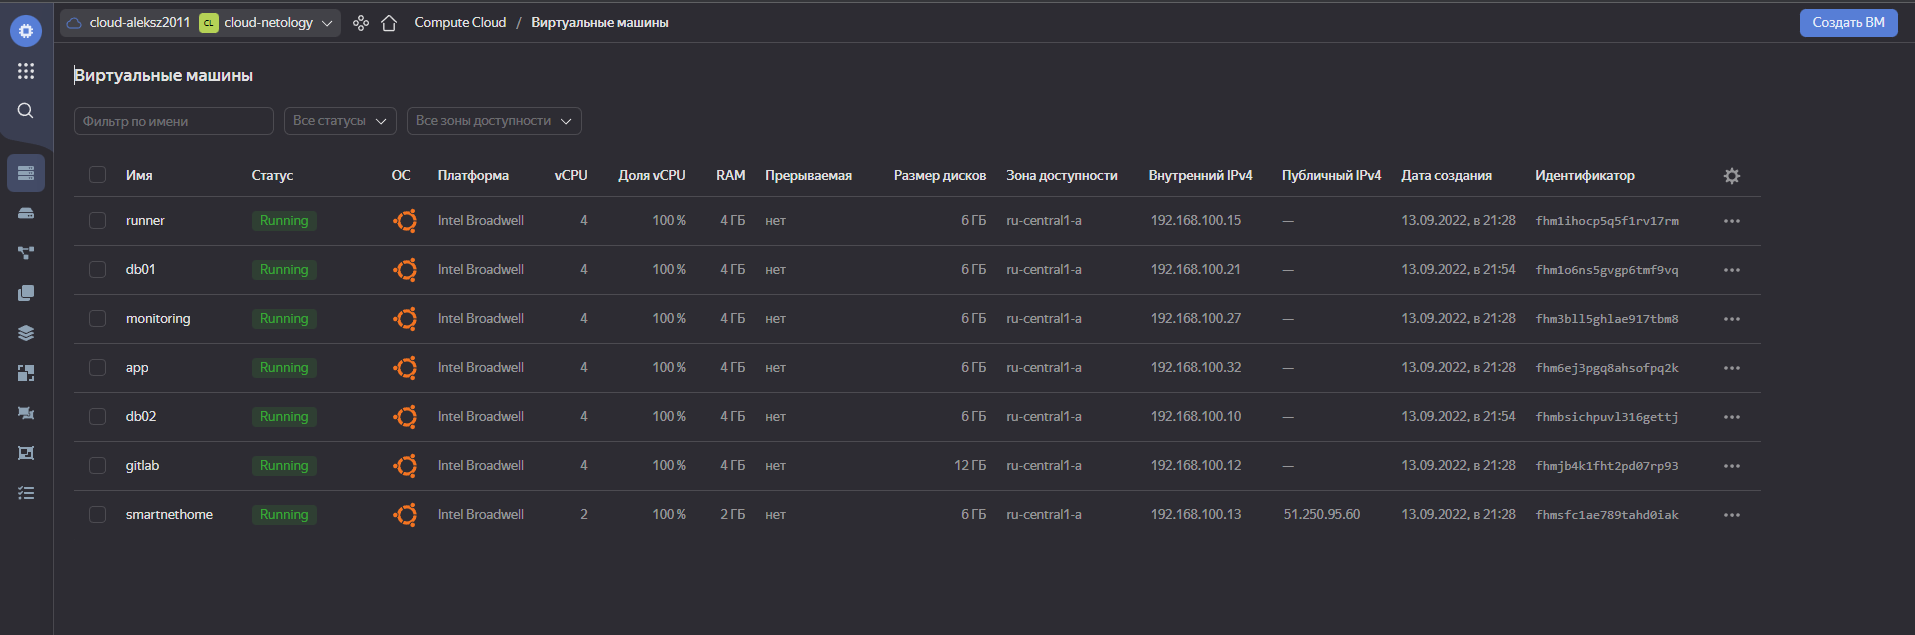 cloud-aleksz2011 CL cloud-netology Compute Cloud / Виртуальные машины Создать ВМ
Виртуальные машины
Фильтр по имени Все статусы Все зоны доступности
Имя Статус ОС Платформа vCPU Доля vCPU RAM Прерываемая Размер дисков Зона доступности Внутренний IPv4 Публичный IPv4 Дата создания Идентификатор
runner Running Intel Broadwell 4 100 % 4 ГБ нет 6 ГБ ru-central1-a 192.168.100.15 — 13.09.2022, в 21:28 fhm1ihocp5q5f1rv17rm
db01 Running Intel Broadwell 4 100 % 4 ГБ нет 6 ГБ ru-central1-a 192.168.100.21 — 13.09.2022, в 21:54 fhm1o6ns5gvgp6tmf9vq
monitoring Running Intel Broadwell 4 100 % 4 ГБ нет 6 ГБ ru-central1-a 192.168.100.27 — 13.09.2022, в 21:28 fhm3bll5ghlae917tbm8
app Running Intel Broadwell 4 100 % 4 ГБ нет 6 ГБ ru-central1-a 192.168.100.32 — 13.09.2022, в 21:28 fhm6ej3pgq8ahsofpq2k
db02 Running Intel Broadwell 4 100 % 4 ГБ нет 6 ГБ ru-central1-a 192.168.100.10 — 13.09.2022, в 21:54 fhmbsichpuvl316gettj
gitlab Running Intel Broadwell 4 100 % 4 ГБ нет 12 ГБ ru-central1-a 192.168.100.12 — 13.09.2022, в 21:28 fhmjb4k1fht2pd07rp93
smartnethome Running Intel Broadwell 2 100 % 2 ГБ нет 6 ГБ ru-central1-a 192.168.100.13 51.250.95.60 13.09.2022, в 21:28 fhmsfc1ae789tahd0iak